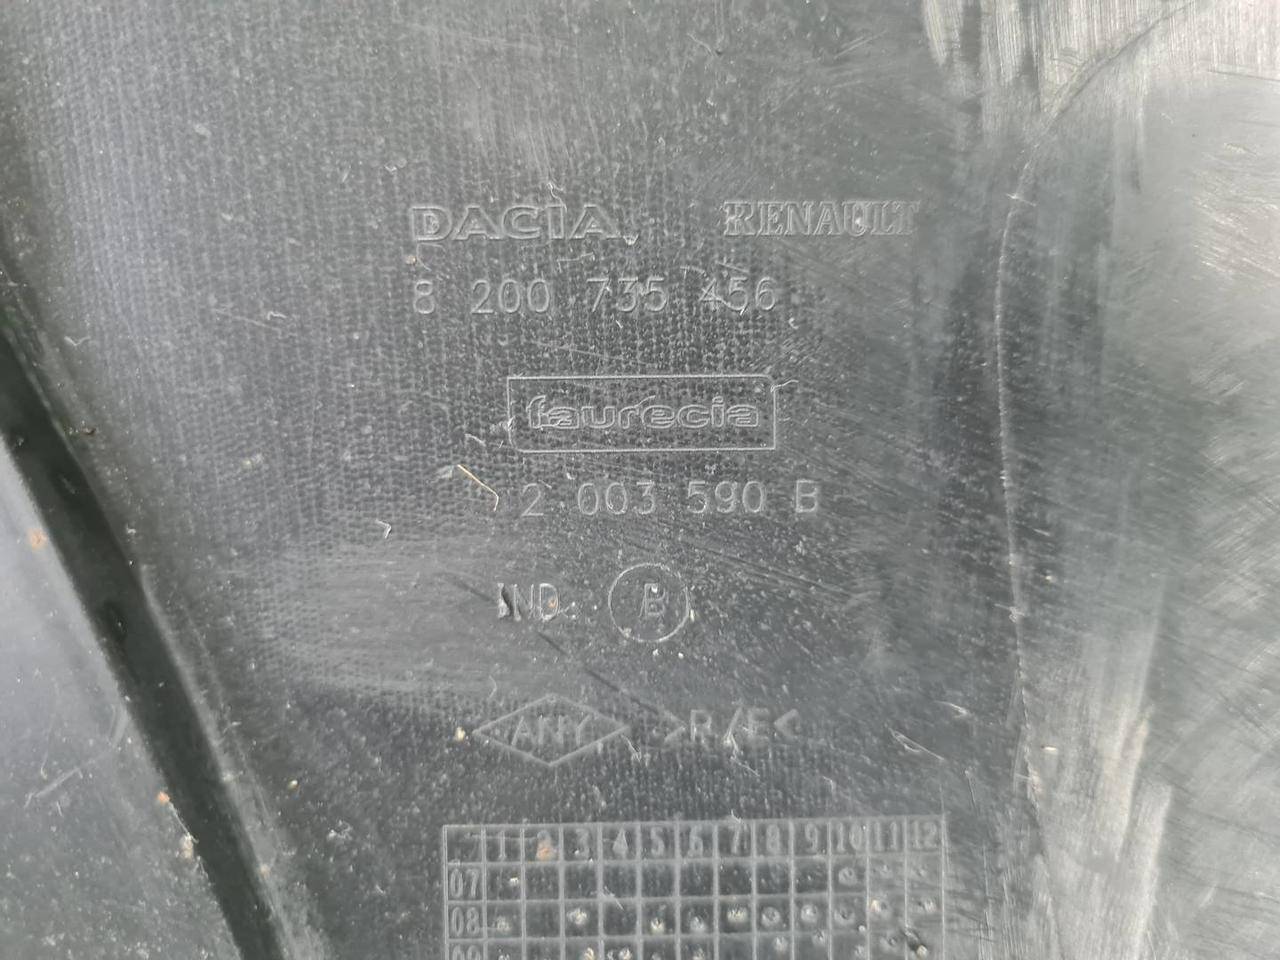 DACIA RENAULT
8 200 735 456
faurecia
2 003 590 B
IND. B
ANY >P/E<
1 2 3 4 5 6 7 8 9 10 11 12
07
08
09